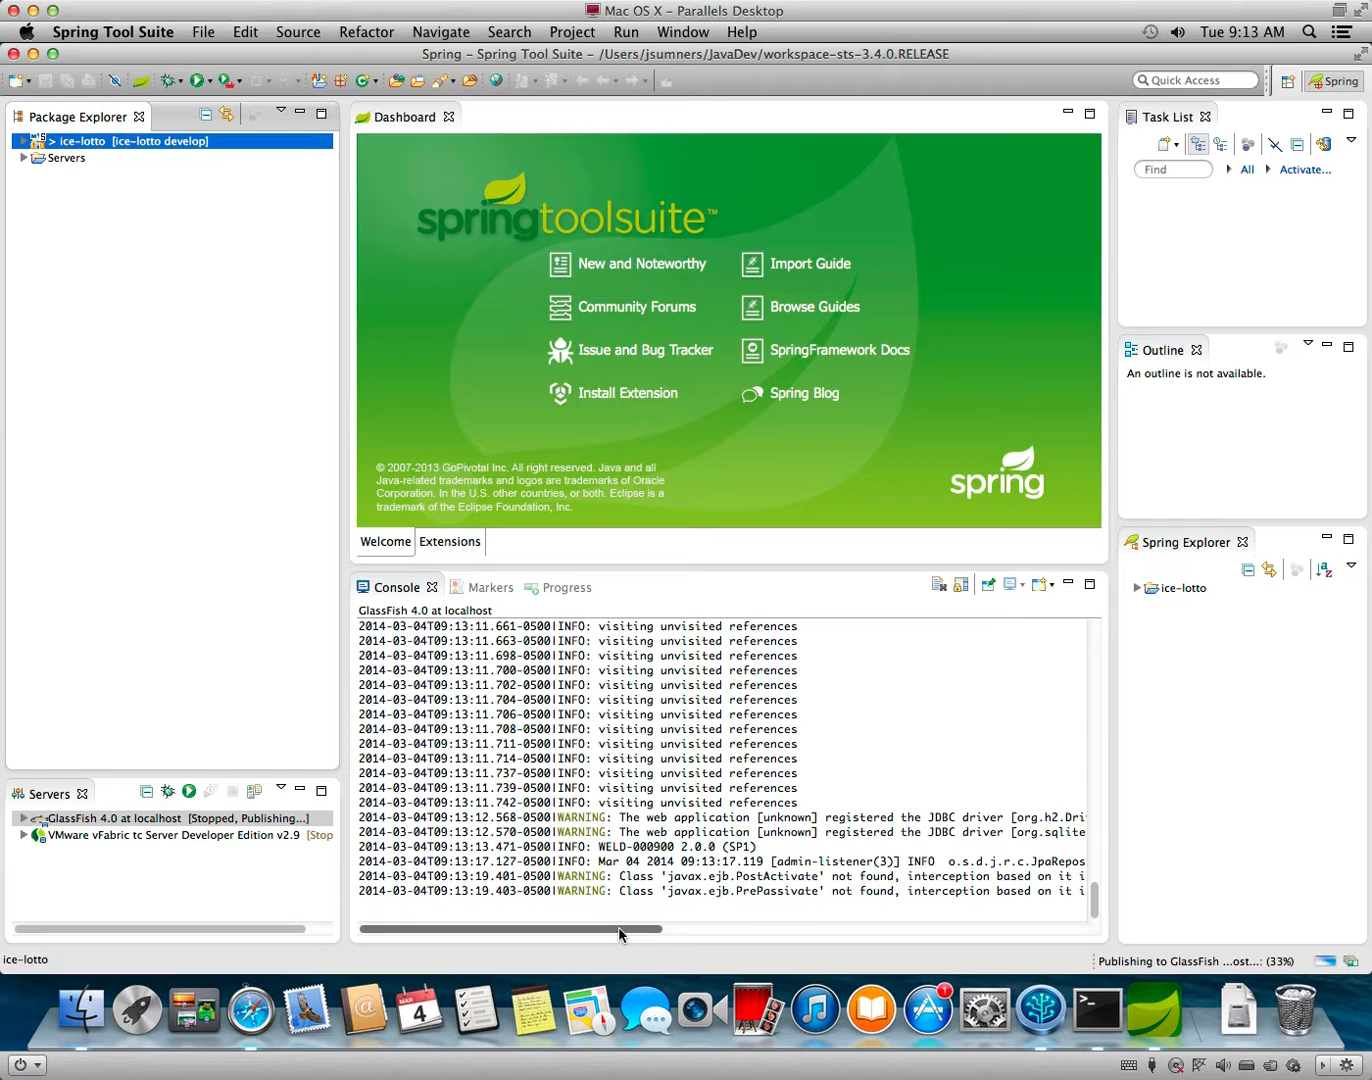 Mac OS X - Parallels Desktop
Spring Tool Suite File Edit Source Refactor Navigate Search Project Run Window Help Tue 9:13 AM
Spring - Spring Tool Suite - /Users/jsumners/JavaDev/workspace-sts-3.4.0.RELEASE
Quick Access
Spring
Package Explorer
> ice-lotto [ice-lotto develop]
Servers
Dashboard
springtoolsuite™
New and Noteworthy
Import Guide
Community Forums
Browse Guides
Issue and Bug Tracker
SpringFramework Docs
Install Extension
Spring Blog
© 2007-2013 GoPivotal Inc. All right reserved. Java and all
Java-related trademarks and logos are trademarks of Oracle
Corporation. In the U.S. other countries, or both. Eclipse is a
trademark of the Eclipse Foundation, Inc.
spring
Welcome Extensions
Task List
Find All Activate...
Outline
An outline is not available.
Spring Explorer
ice-lotto
Console Markers Progress
GlassFish 4.0 at localhost
2014-03-04T09:13:11.661-0500|INFO: visiting unvisited references
2014-03-04T09:13:11.663-0500|INFO: visiting unvisited references
2014-03-04T09:13:11.698-0500|INFO: visiting unvisited references
2014-03-04T09:13:11.700-0500|INFO: visiting unvisited references
2014-03-04T09:13:11.702-0500|INFO: visiting unvisited references
2014-03-04T09:13:11.704-0500|INFO: visiting unvisited references
2014-03-04T09:13:11.706-0500|INFO: visiting unvisited references
2014-03-04T09:13:11.708-0500|INFO: visiting unvisited references
2014-03-04T09:13:11.711-0500|INFO: visiting unvisited references
2014-03-04T09:13:11.714-0500|INFO: visiting unvisited references
2014-03-04T09:13:11.737-0500|INFO: visiting unvisited references
2014-03-04T09:13:11.739-0500|INFO: visiting unvisited references
2014-03-04T09:13:11.742-0500|INFO: visiting unvisited references
2014-03-04T09:13:12.568-0500|WARNING: The web application [unknown] registered the JDBC driver [org.h2.Dri
2014-03-04T09:13:12.570-0500|WARNING: The web application [unknown] registered the JDBC driver [org.sqlite
2014-03-04T09:13:13.471-0500|INFO: WELD-000900 2.0.0 (SP1)
2014-03-04T09:13:17.127-0500|INFO: Mar 04 2014 09:13:17.119 [admin-listener(3)] INFO o.s.d.j.r.c.JpaRepos
2014-03-04T09:13:19.401-0500|WARNING: Class 'javax.ejb.PostActivate' not found, interception based on it i
2014-03-04T09:13:19.403-0500|WARNING: Class 'javax.ejb.PrePassivate' not found, interception based on it i
Servers
GlassFish 4.0 at localhost [Stopped, Publishing...]
VMware vFabric tc Server Developer Edition v2.9 [Stop
ice-lotto
Publishing to GlassFish ...ost...: (33%)
MAR
4
1